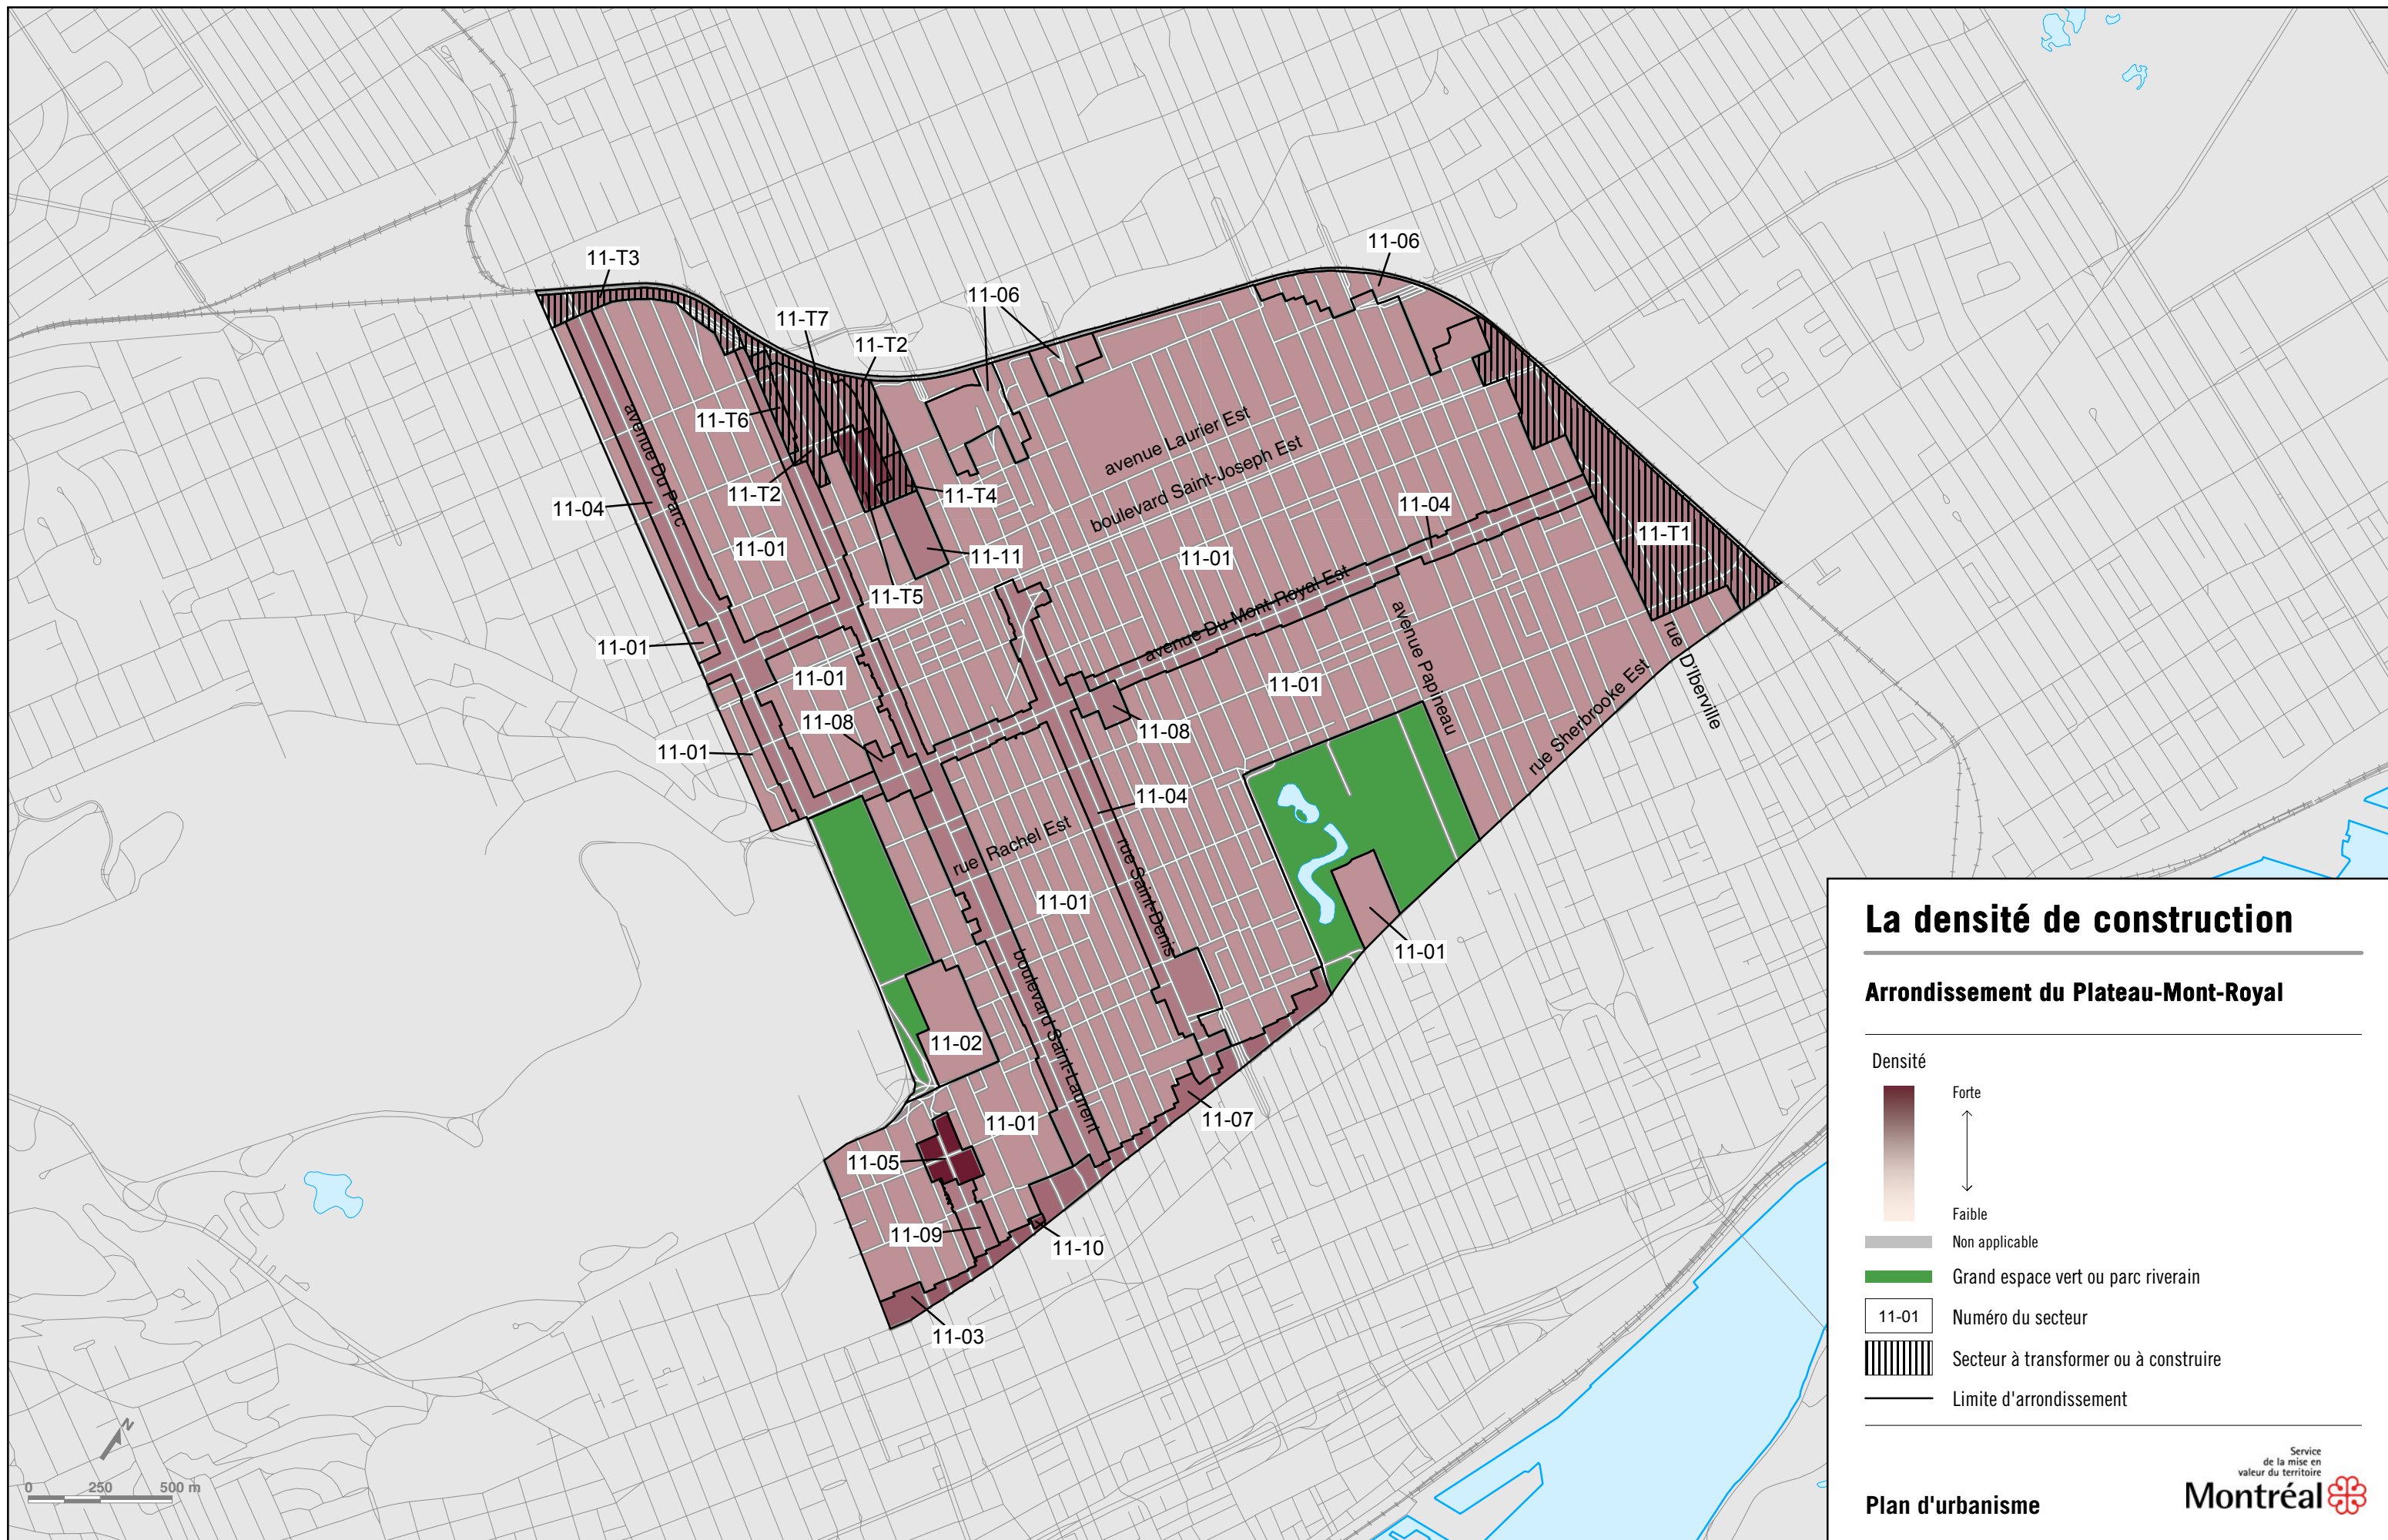 11-T3
11-06
11-06
11-T7
11-T2
11-T6
avenue Du Parc
avenue Laurier Est
boulevard Saint-Joseph Est
11-T2
11-T4
11-04
11-04
11-01
11-11
11-01
11-T1
11-T5
avenue Du Mont Royal Est
avenue Papineau
rue D'Iberville
11-01
11-01
11-01
rue Sherbrooke Est
11-08
11-08
11-01
11-04
rue Rachel Est
rue Saint-Denis
11-01
11-01
boulevard Saint-Laurent
11-02
11-01
11-07
11-05
11-09
11-10
11-03
N
0 250 500 m
La densité de construction
Arrondissement du Plateau-Mont-Royal
Densité
Forte
Faible
Non applicable
Grand espace vert ou parc riverain
11-01 Numéro du secteur
Secteur à transformer ou à construire
Limite d'arrondissement
Service
de la mise en
valeur du territoire
Montréal
Plan d'urbanisme